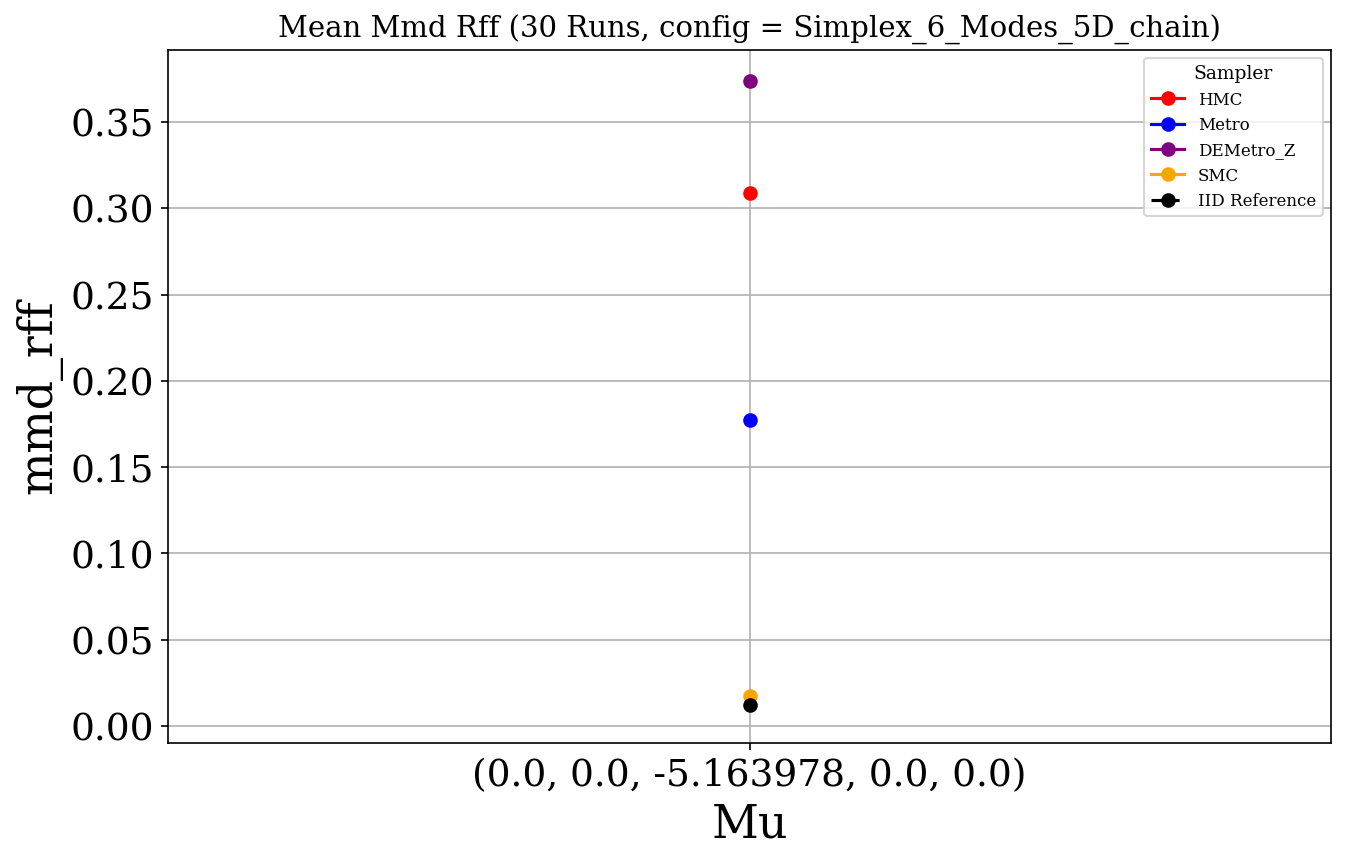 Mean Mmd Rff (30 Runs, config = Simplex_6_Modes_5D_chain)
Sampler
HMC
Metro
DEMetro_Z
SMC
IID Reference
mmd_rff
0.35
0.30
0.25
0.20
0.15
0.10
0.05
0.00
(0.0, 0.0, -5.163978, 0.0, 0.0)
Mu